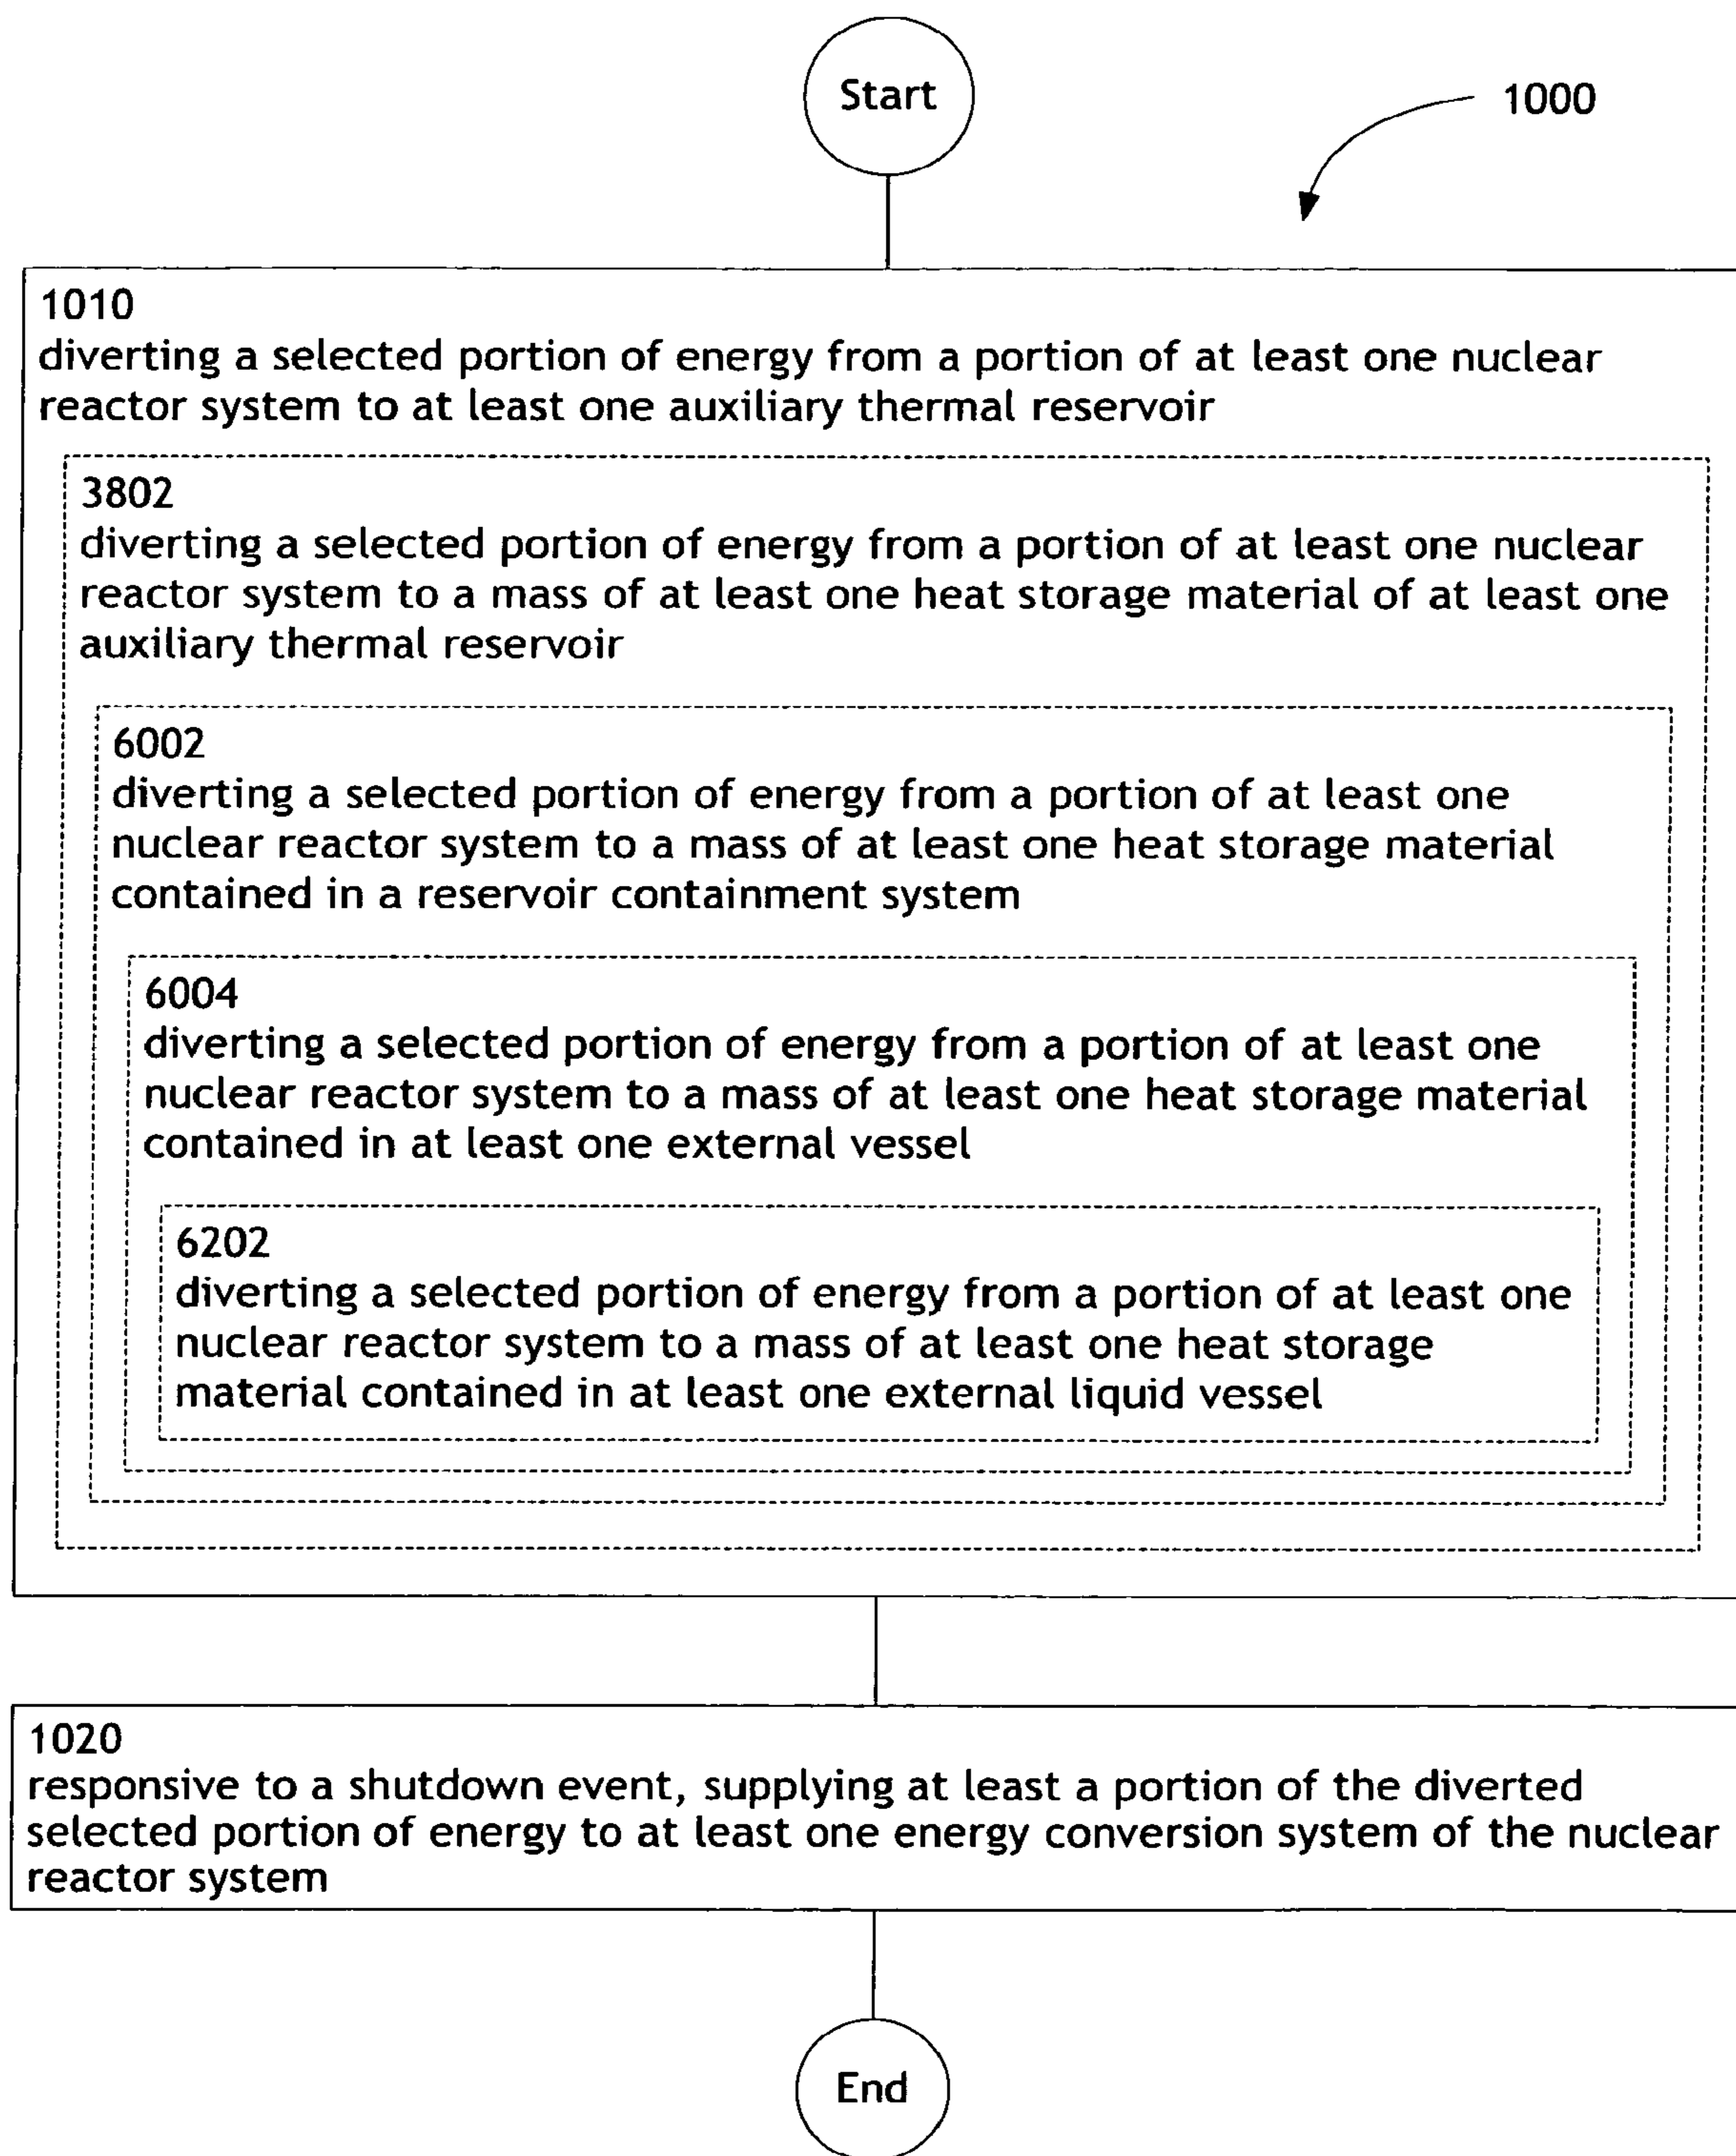 Start
1000
1010
diverting a selected portion of energy from a portion of at least one nuclear
reactor system to at least one auxiliary thermal reservoir
3802
diverting a selected portion of energy from a portion of at least one nuclear
reactor system to a mass of at least one heat storage material of at least one
auxiliary thermal reservoir
6002
diverting a selected portion of energy from a portion of at least one
nuclear reactor system to a mass of at least one heat storage material
contained in a reservoir containment system
6004
diverting a selected portion of energy from a portion of at least one
nuclear reactor system to a mass of at least one heat storage material
contained in at least one external vessel
6202
diverting a selected portion of energy from a portion of at least one
nuclear reactor system to a mass of at least one heat storage
material contained in at least one external liquid vessel
1020
responsive to a shutdown event, supplying at least a portion of the diverted
selected portion of energy to at least one energy conversion system of the nuclear
reactor system
End